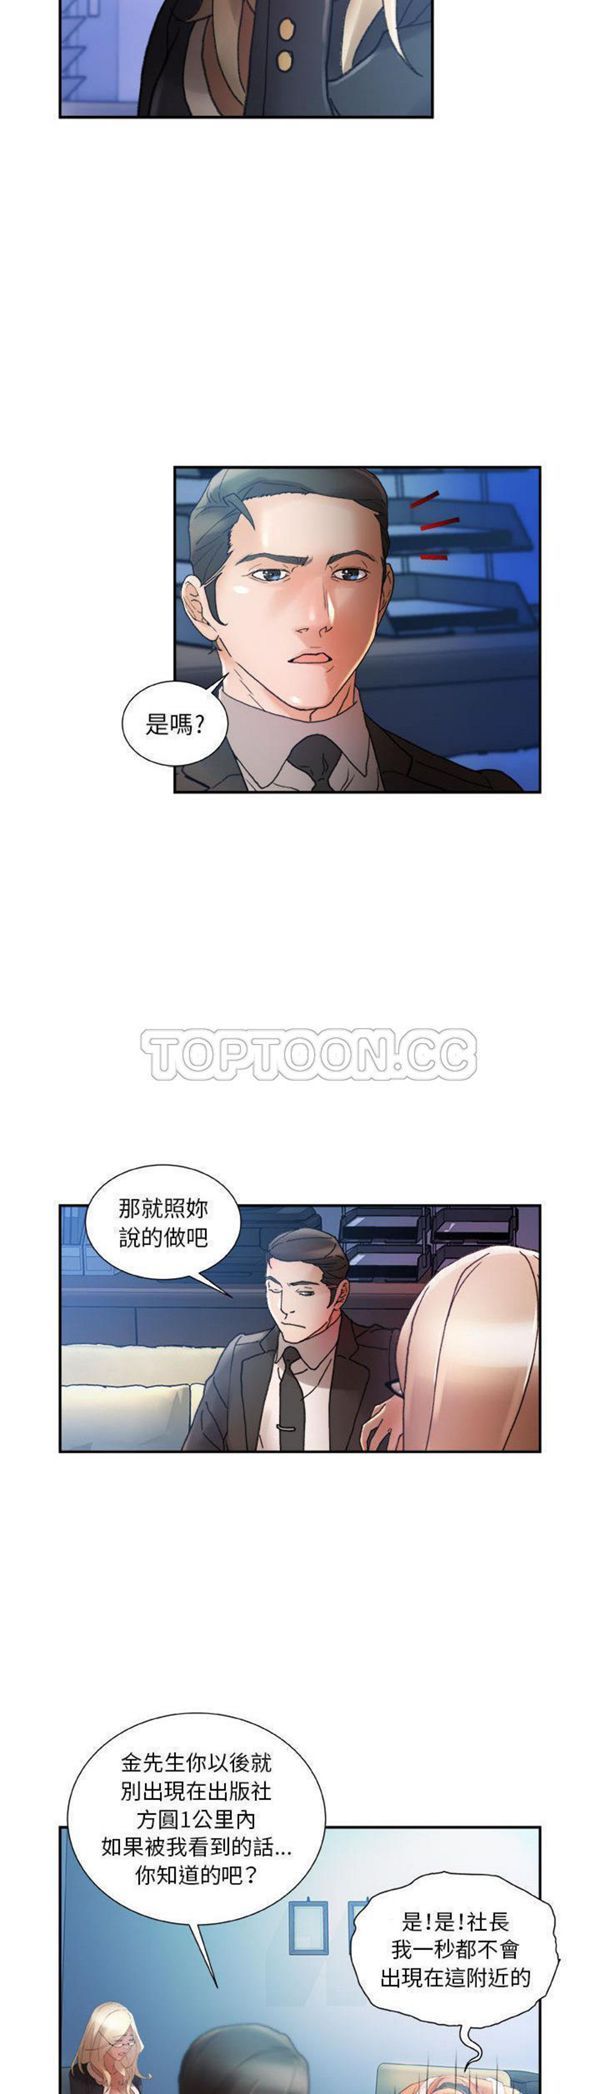 是嗎?
TOPTOON.CC
那就照妳
說的做吧
金先生你以後就
別出現在出版社
方圓1公里內
如果被我看到的話...
你知道的吧?
是!是!社長
我一秒都不會
出現在這附近的